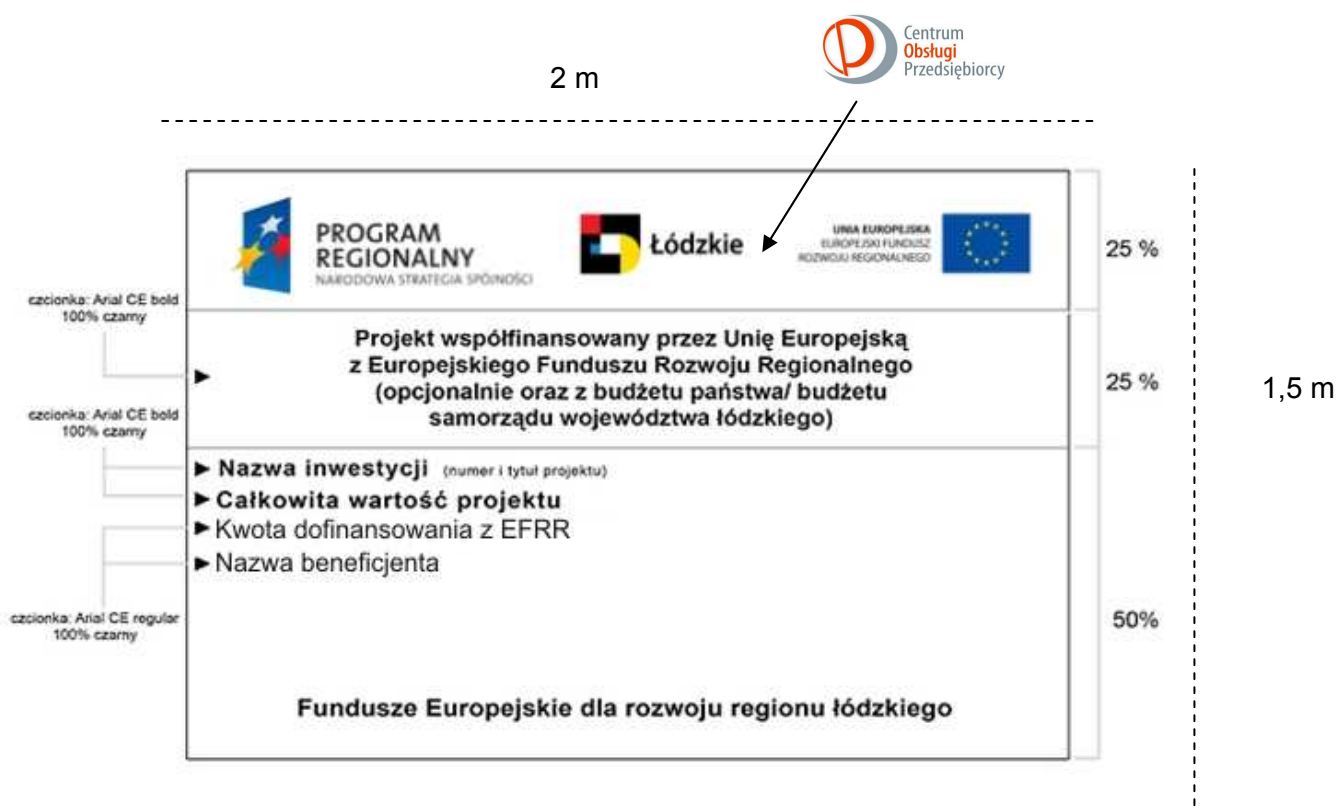 Centrum
Obsługi
Przedsiębiorcy
2 m
PROGRAM
REGIONALNY
NARODOWA STRATEGIA SPÓJNOŚCI
Łódzkie
UNIA EUROPEJSKA
EUROPEJSKI FUNDUSZ
ROZWOJU REGIONALNEGO
25 %
czcionka: Arial CE bold
100% czarny
Projekt współfinansowany przez Unię Europejską
z Europejskiego Funduszu Rozwoju Regionalnego
(opcjonalnie oraz z budżetu państwa/ budżetu
samorządu województwa łódzkiego)
25 %
1,5 m
czcionka: Arial CE bold
100% czarny
Nazwa inwestycji (numer i tytuł projektu)
Całkowita wartość projektu
Kwota dofinansowania z EFRR
Nazwa beneficjenta
czcionka: Arial CE regular
100% czarny
50%
Fundusze Europejskie dla rozwoju regionu łódzkiego